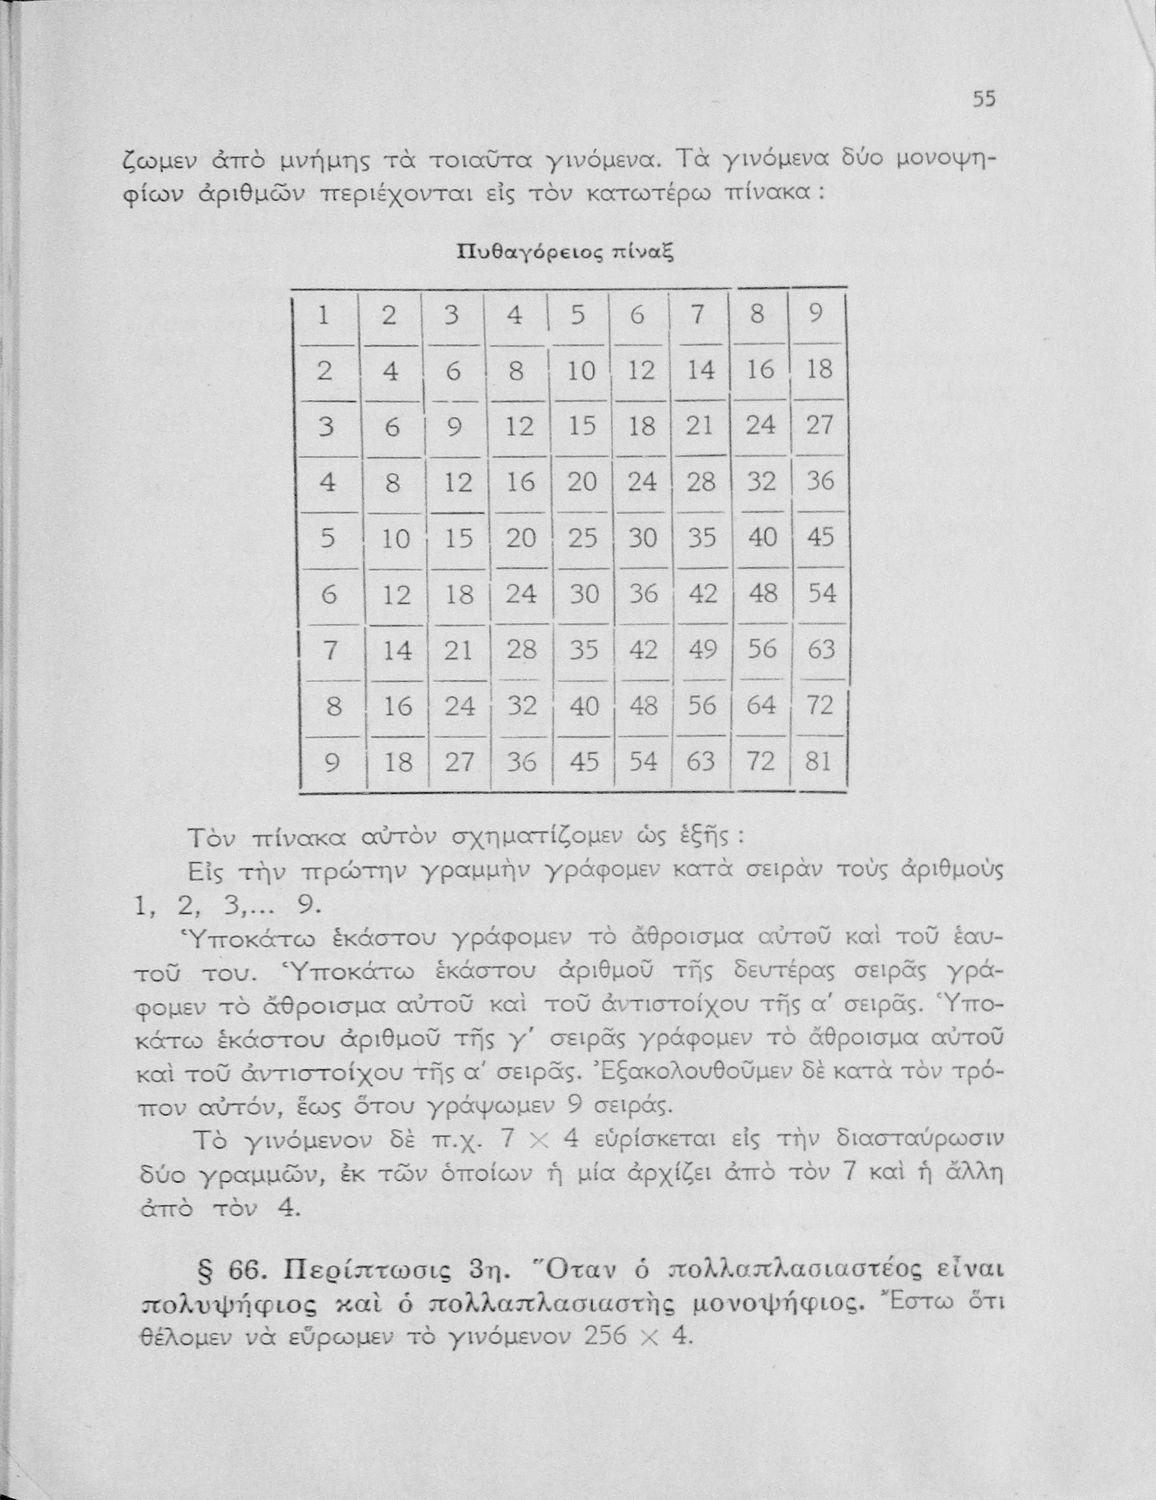 55
ζωμεν ἀπὸ μνήμης τὰ τοιαῦτα γινόμενα. Τὰ γινόμενα δύο μονοψη-
φίων ἀριθμῶν περιέχονται εἰς τὸν κατωτέρω πίνακα :
Πυθαγόρειος πίναξ
1 2 3 4 5 6 7 8 9
2 4 6 8 10 12 14 16 18
3 6 9 12 15 18 21 24 27
4 8 12 16 20 24 28 32 36
5 10 15 20 25 30 35 40 45
6 12 18 24 30 36 42 48 54
7 14 21 28 35 42 49 56 63
8 16 24 32 40 48 56 64 72
9 18 27 36 45 54 63 72 81
Τὸν πίνακα αὐτὸν σχηματίζομεν ὡς ἑξῆς :
Εἰς τὴν πρώτην γραμμὴν γράφομεν κατὰ σειρὰν τοὺς ἀριθμοὺς
1, 2, 3,... 9.
Ὑποκάτω ἑκάστου γράφομεν τὸ ἄθροισμα αὐτοῦ καὶ τοῦ ἑαυ-
τοῦ του. Ὑποκάτω ἑκάστου ἀριθμοῦ τῆς δευτέρας σειρᾶς γρά-
φομεν τὸ ἄθροισμα αὐτοῦ καὶ τοῦ ἀντιστοίχου τῆς α′ σειρᾶς. Ὑπο-
κάτω ἑκάστου ἀριθμοῦ τῆς γ′ σειρᾶς γράφομεν τὸ ἄθροισμα αὐτοῦ
καὶ τοῦ ἀντιστοίχου τῆς α′ σειρᾶς. Ἐξακολουθοῦμεν δὲ κατὰ τὸν τρό-
πον αὐτόν, ἕως ὅτου γράψωμεν 9 σειράς.
Τὸ γινόμενον δὲ π.χ. 7 × 4 εὑρίσκεται εἰς τὴν διασταύρωσιν
δύο γραμμῶν, ἐκ τῶν ὁποίων ἡ μία ἀρχίζει ἀπὸ τὸν 7 καὶ ἡ ἄλλη
ἀπὸ τὸν 4.
§ 66. Περίπτωσις 3η. Ὅταν ὁ πολλαπλασιαστέος εἶναι
πολυψήφιος καὶ ὁ πολλαπλασιαστὴς μονοψήφιος. Ἔστω ὅτι
θέλομεν νὰ εὕρωμεν τὸ γινόμενον 256 × 4.